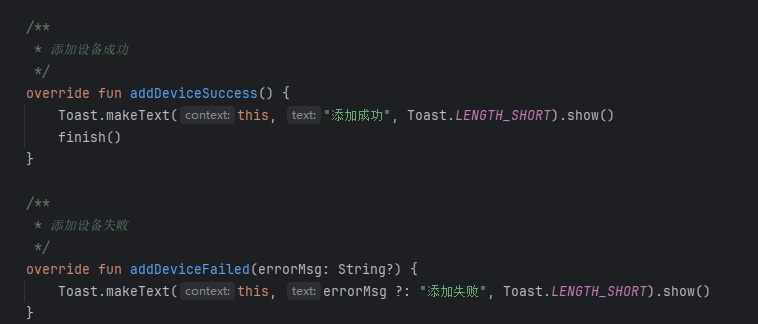 /**
 * 添加设备成功
 */
override fun addDeviceSuccess() {
    Toast.makeText( context: this, text: "添加成功", Toast.LENGTH_SHORT).show()
    finish()
}

/**
 * 添加设备失败
 */
override fun addDeviceFailed(errorMsg: String?) {
    Toast.makeText( context: this, text: errorMsg ?: "添加失败", Toast.LENGTH_SHORT).show()
}